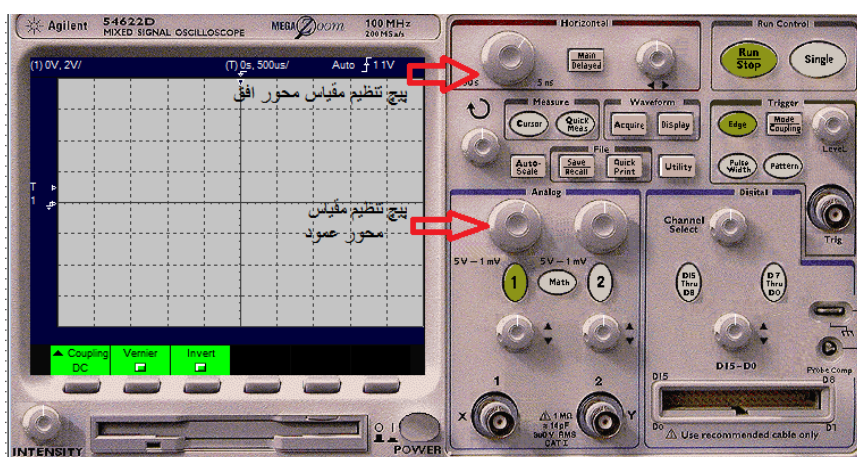 Agilent 54622D MIXED SIGNAL OSCILLOSCOPE MEGA Zoom 100 MHz 200 MSa/s
Horizontal
Run Control
Main Delayed
Run Stop
Single
5 ns
(1) 0V, 2V/ (T) 0s, 500us/ Auto 11V
پیچ تنظیم مقیاس محور افق
Measure
Waveform
Trigger
Cursor
Quick Meas
Acquire
Display
Edge
Mode Coupling
Level
File
Auto-Scale
Save Recall
Quick Print
Utility
Pulse Width
Pattern
T
1
پیچ تنظیم مقیاس
محور عمود
Analog
Digital
Channel Select
Trig
5V – 1 mV
5V – 1 mV
1
Math
2
D15 Thru D8
D7 Thru D0
Coupling
DC
Vernier
Invert
D15-D0
Probe Comp
1
2
X
Y
1 MΩ
≈ 14pF
CAT I
D15
D8
D0
D1
Use recommended cable only
INTENSITY
POWER